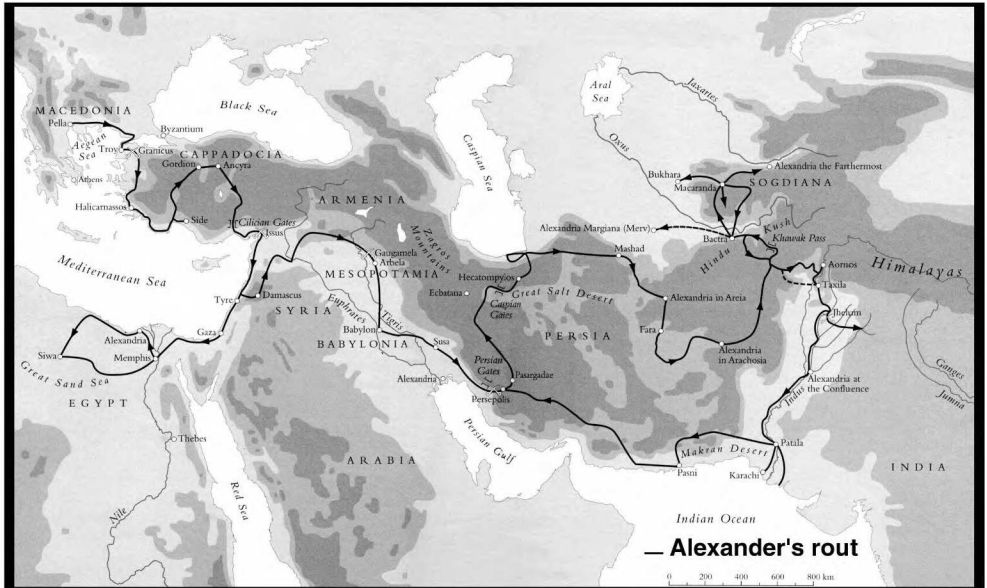 MACEDONIA
Pella
Aegean
Sea
Troy
Granicus
Byzantium
Black Sea
Athens
Halicarnassos
CAPPADOCIA
Gordion
Ancyra
Side
Cilician Gates
Issus
ARMENIA
Caspian Sea
Aral
Sea
Jaxartes
Oxus
Bukhara
Macaranda
Alexandria the Farthermost
SOGDIANA
Alexandria Margiana (Merv)
Bactra
Hindu Kush
Khawak Pass
Aornos
Taxila
Himalayas
Jhelum
Mediterranean Sea
Gaugamela
Arbela
MESOPOTAMIA
Zagros
Mountains
Hecatompylos
Ecbatana
Caspian
Gates
Great Salt Desert
Mashad
Alexandria in Areia
Fara
Alexandria
in Arachosia
PERSIA
Tyre
Damascus
SYRIA
Euphrates
Tigris
Babylon
BABYLONIA
Susa
Alexandria
Persian
Gates
Pasargadae
Persepolis
Gaza
Alexandria
Memphis
Siwa
Great Sand Sea
EGYPT
Thebes
Nile
Red Sea
ARABIA
Persian Gulf
Alexandria at
the Confluence
Indus
Ganges
Jumna
Patala
Makran Desert
Pasni
Karachi
INDIA
Indian Ocean
Alexander's rout
0 200 400 600 800 km